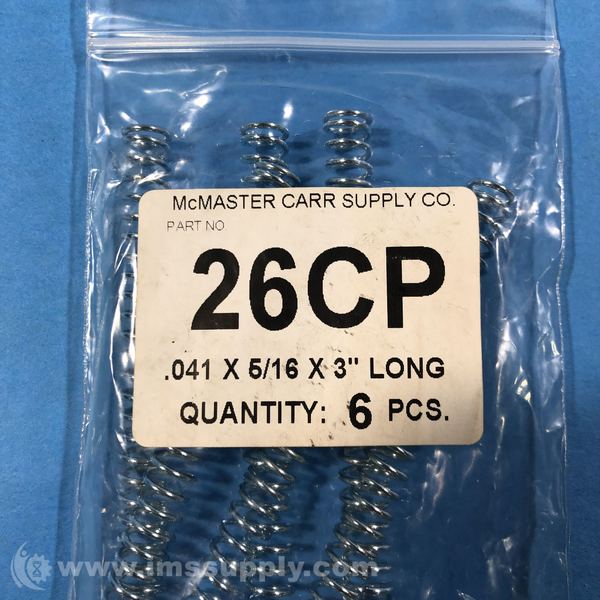 McMASTER CARR SUPPLY CO.
PART NO.
26CP
.041 X 5/16 X 3" LONG
QUANTITY: 6 PCS.
www.imssupply.com